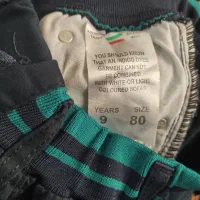 YOU SHOULD KNOW
THAT AN INDIGO DYED
GARMENT CAN NOT
BE COMBINED
WITH WHITE OR LIGHT
COLOURED SOFAS
YEARS SIZE
9 80